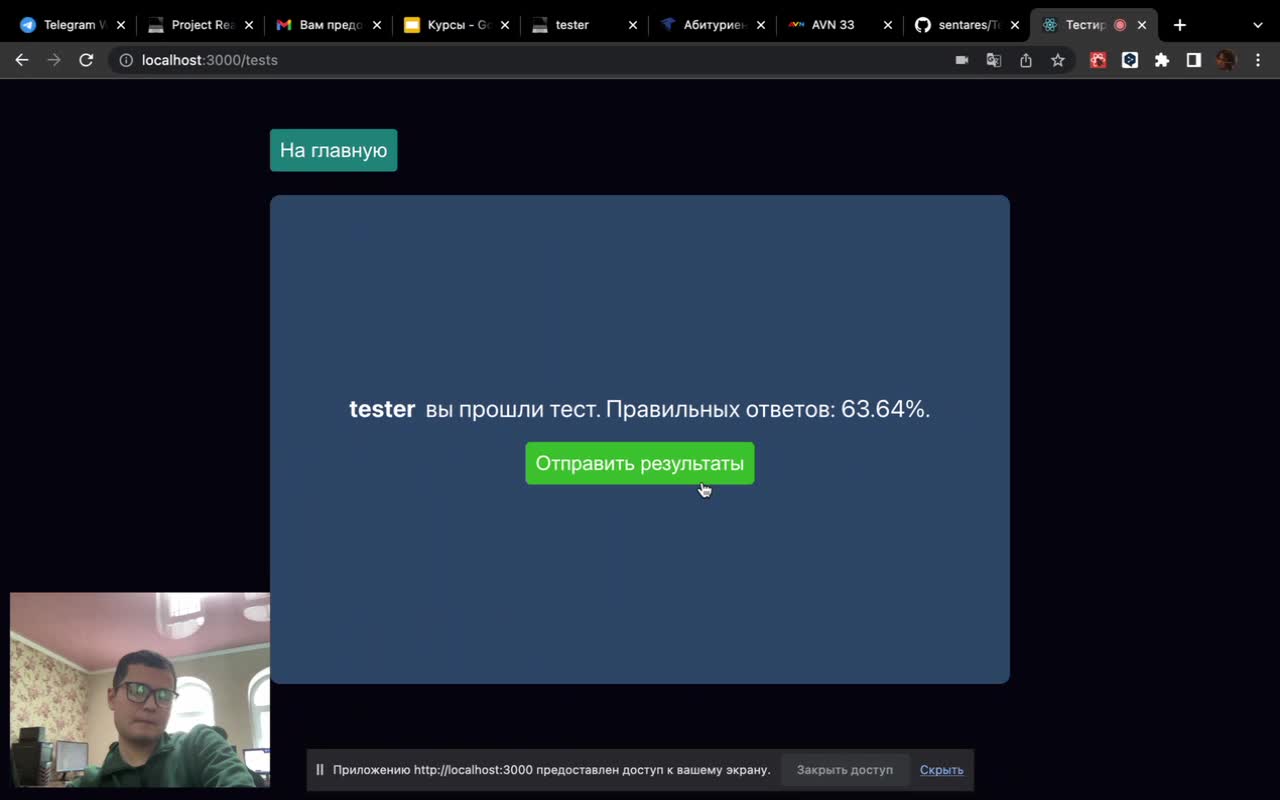 Telegram W
Project Rea
Вам предо
Курсы - Go
tester
Абитуриен
AVN 33
sentares/Te
Тестир
localhost:3000/tests
На главную
tester вы прошли тест. Правильных ответов: 63.64%.
Отправить результаты
Приложению http://localhost:3000 предоставлен доступ к вашему экрану.
Закрыть доступ
Скрыть